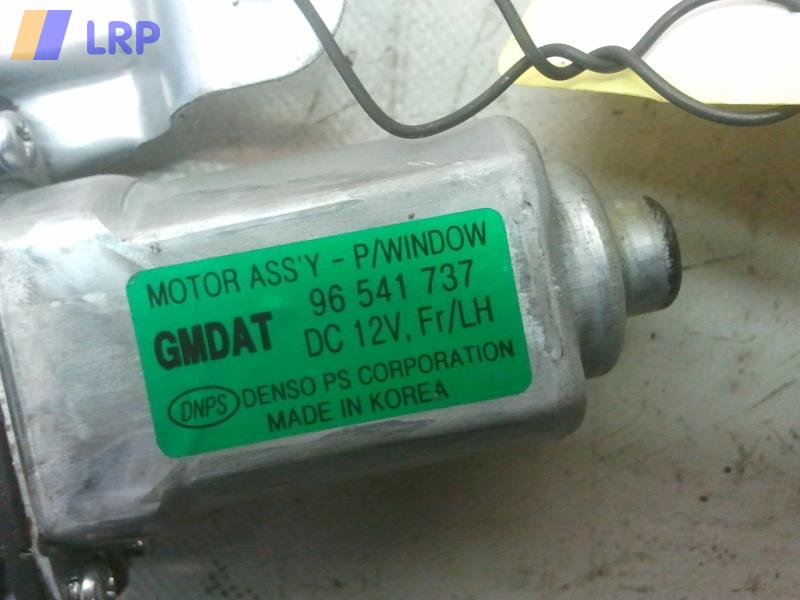 LRP
MOTOR ASS'Y - P/WINDOW
96 541 737
GMDAT
DC 12V, Fr/LH
DNPS DENSO PS CORPORATION
MADE IN KOREA